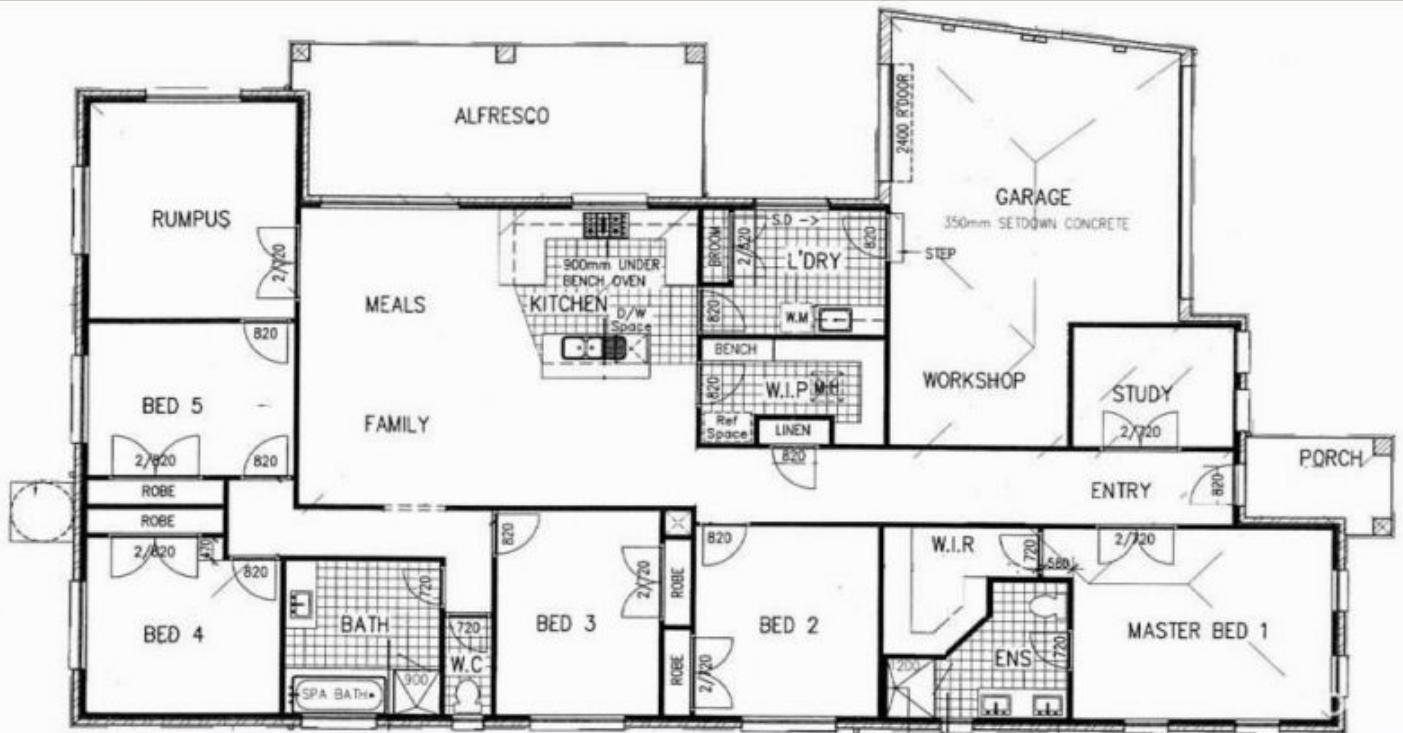 ALFRESCO
2400 R'DOOR
RUMPUS
2/720
GARAGE
350mm SETDOWN CONCRETE
S.D ->
BROOM
2/820
820
L'DRY
STEP
900mm UNDER
BENCH OVEN
KITCHEN
D/W
Space
MEALS
820
W.M
820
BENCH
820
W.I.P
M.H
WORKSHOP
STUDY
2/720
BED 5
FAMILY
Ref
Space
LINEN
820
2/820
820
PORCH
ROBE
ENTRY
820
ROBE
2/820
470
820
820
2/720
ROBE
820
W.I.R
720
580
2/720
BATH
720
BED 4
BED 3
BED 2
MASTER BED 1
720
W.C
ROBE
2/720
ENS
720
SPA BATH
900